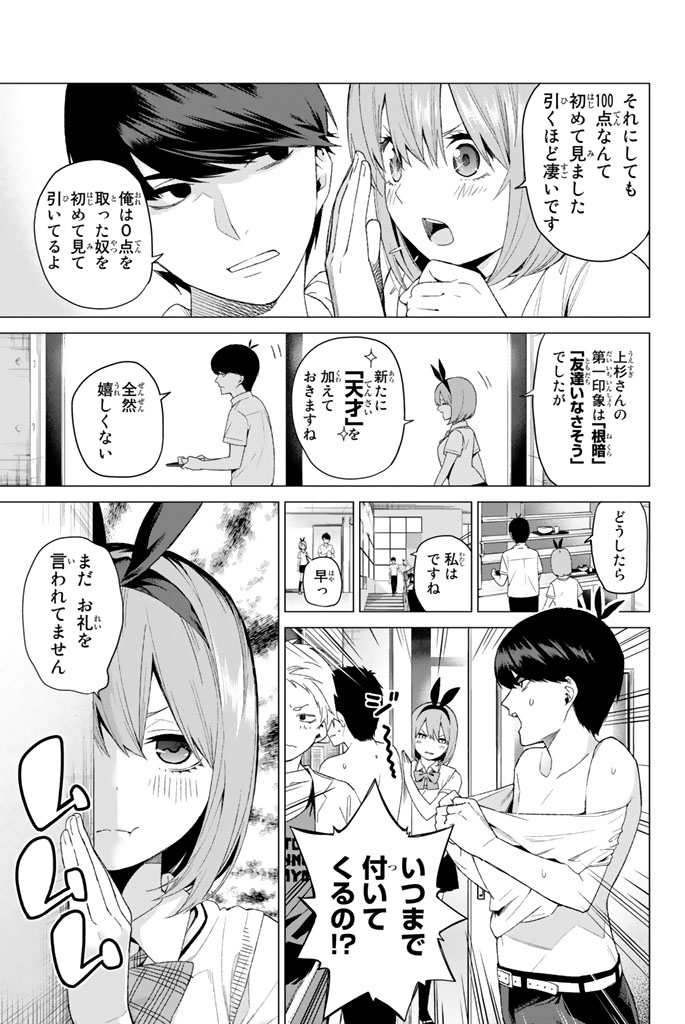 それにしても
100点なんて
初めて見ました
引くほど凄いです
俺は0点を
取った奴を
初めて見て
引いてるよ
上杉さんの
第一印象は「根暗」
「友達いなさそう」
でしたが
新たに
「天才」を
加えて
おきますね
全然
嬉しくない
どうしたら
私は
ですね
早っ
ジーッ
いつまで
付いて
くるの!?
まだ お礼を
言われてません
ムムム